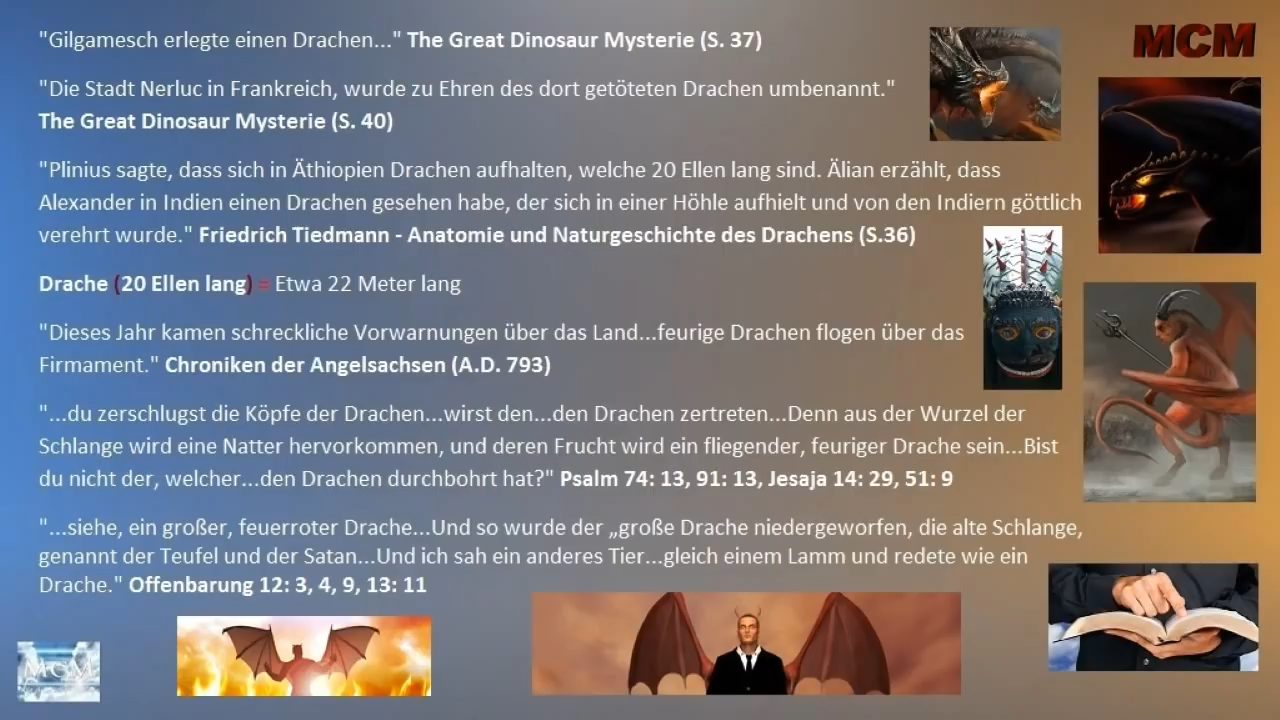 "Gilgamesch erlegte einen Drachen..." The Great Dinosaur Mysterie (S. 37)
MCM
"Die Stadt Nerluc in Frankreich, wurde zu Ehren des dort getöteten Drachen umbenannt."
The Great Dinosaur Mysterie (S. 40)
"Plinius sagte, dass sich in Äthiopien Drachen aufhalten, welche 20 Ellen lang sind. Älian erzählt, dass
Alexander in Indien einen Drachen gesehen habe, der sich in einer Höhle aufhielt und von den Indiern göttlich
verehrt wurde." Friedrich Tiedmann - Anatomie und Naturgeschichte des Drachens (S.36)
Drache (20 Ellen lang) = Etwa 22 Meter lang
"Dieses Jahr kamen schreckliche Vorwarnungen über das Land...feurige Drachen flogen über das
Firmament." Chroniken der Angelsachsen (A.D. 793)
"...du zerschlugst die Köpfe der Drachen...wirst den...den Drachen zertreten...Denn aus der Wurzel der
Schlange wird eine Natter hervorkommen, und deren Frucht wird ein fliegender, feuriger Drache sein...Bist
du nicht der, welcher...den Drachen durchbohrt hat?" Psalm 74: 13, 91: 13, Jesaja 14: 29, 51: 9
"...siehe, ein großer, feuerroter Drache...Und so wurde der „große Drache niedergeworfen, die alte Schlange,
genannt der Teufel und der Satan...Und ich sah ein anderes Tier...gleich einem Lamm und redete wie ein
Drache." Offenbarung 12: 3, 4, 9, 13: 11
MCM